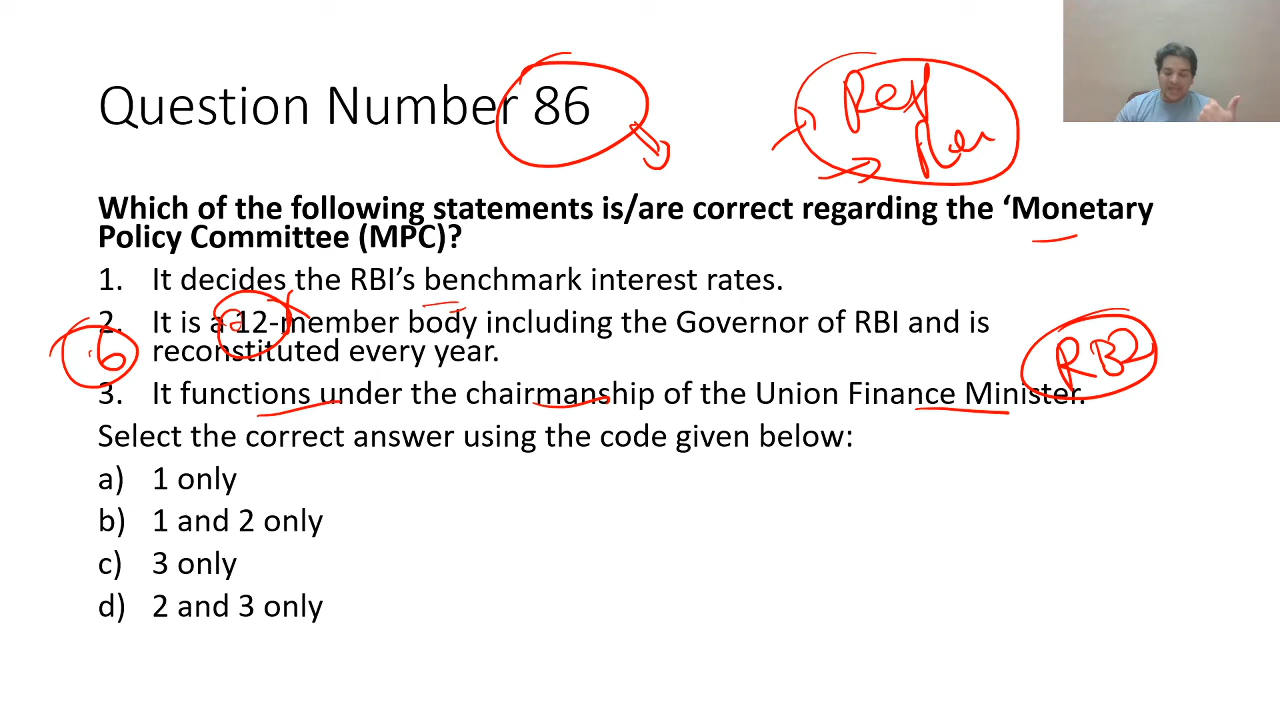 Question Number 86
Which of the following statements is/are correct regarding the ‘Monetary
Policy Committee (MPC)?
1. It decides the RBI’s benchmark interest rates.
2. It is a 12-member body including the Governor of RBI and is
reconstituted every year.
6
3. It functions under the chairmanship of the Union Finance Minister.
Select the correct answer using the code given below:
a) 1 only
b) 1 and 2 only
c) 3 only
d) 2 and 3 only